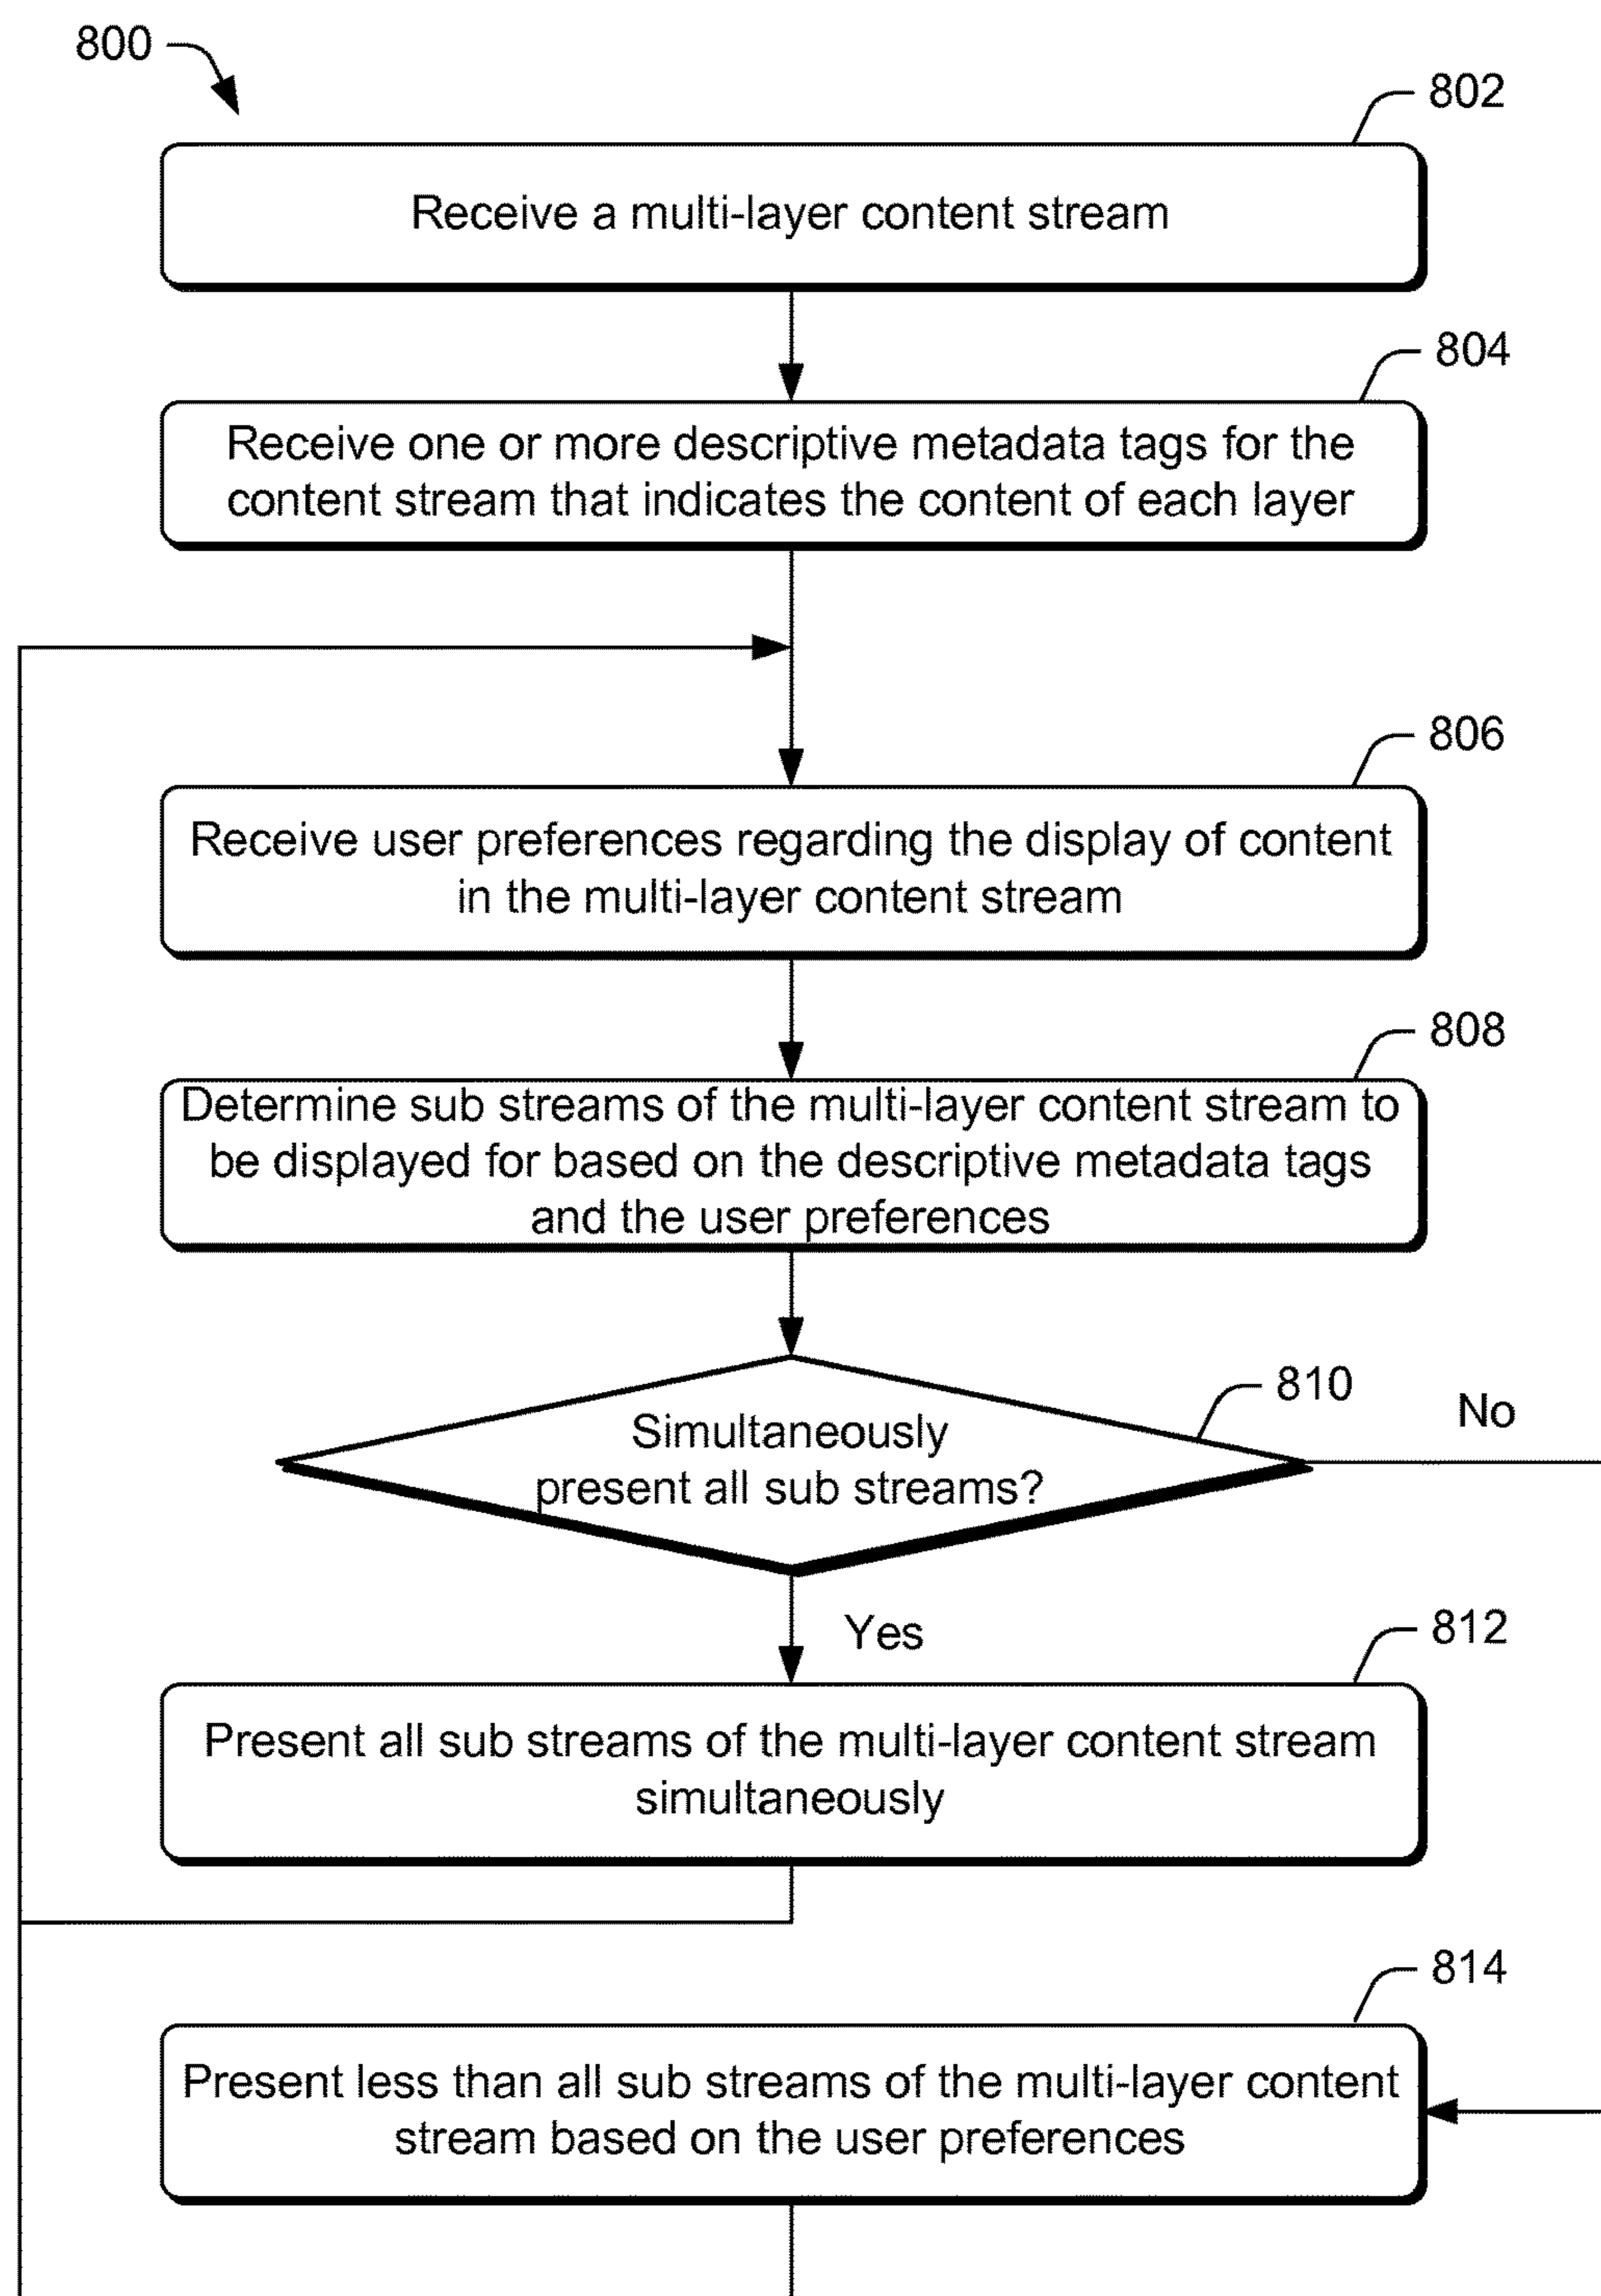 800
802
Receive a multi-layer content stream
804
Receive one or more descriptive metadata tags for the
content stream that indicates the content of each layer
806
Receive user preferences regarding the display of content
in the multi-layer content stream
808
Determine sub streams of the multi-layer content stream to
be displayed for based on the descriptive metadata tags
and the user preferences
810
No
Simultaneously
present all sub streams?
Yes
812
Present all sub streams of the multi-layer content stream
simultaneously
814
Present less than all sub streams of the multi-layer content
stream based on the user preferences